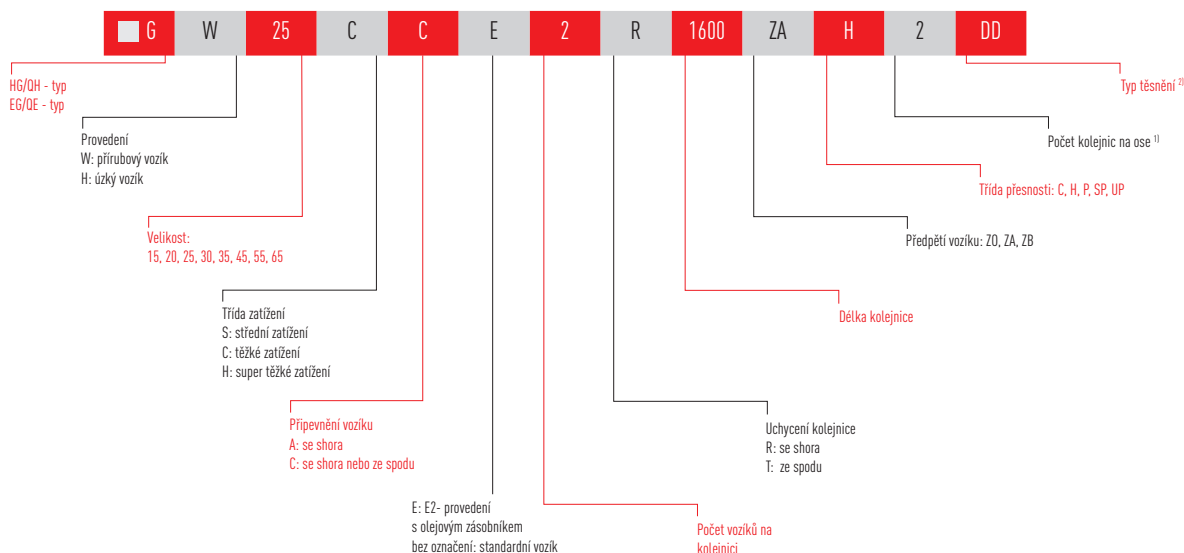 G W 25 C C E 2 R 1600 ZA H 2 DD
HG/QH - typ
EG/QE - typ
Provedení
W: přírubový vozík
H: úzký vozík
Velikost:
15, 20, 25, 30, 35, 45, 55, 65
Třída zatížení
S: střední zatížení
C: těžké zatížení
H: super těžké zatížení
Připevnění vozíku
A: se shora
C: se shora nebo ze spodu
E: E2- provedení
s olejovým zásobníkem
bez označení: standardní vozík
Počet vozíků na
kolejnici
Uchycení kolejnice
R: se shora
T: ze spodu
Délka kolejnice
Předpětí vozíku: Z0, ZA, ZB
Třída přesnosti: C, H, P, SP, UP
Počet kolejnic na ose 1)
Typ těsnění 2)